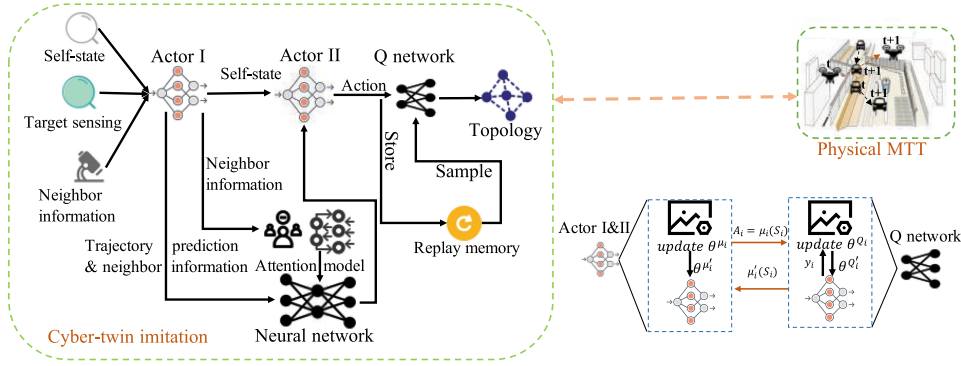 Self-state
Target sensing
Neighbor
information
Actor I
Self-state
Actor II
Action
Q network
Topology
Store
Sample
Replay memory
Neighbor
information
Trajectory
& neighbor
prediction
information
Attention model
Neural network
Cyber-twin imitation
t
t+1
t+1
t
t+1
Physical MTT
Actor I&II
update θ^{μ_i}
θ^{μ'_i}
A_i = μ_i(S_i)
μ'_i(S_i)
update θ^{Q_i}
y_i
θ^{Q'_i}
Q network